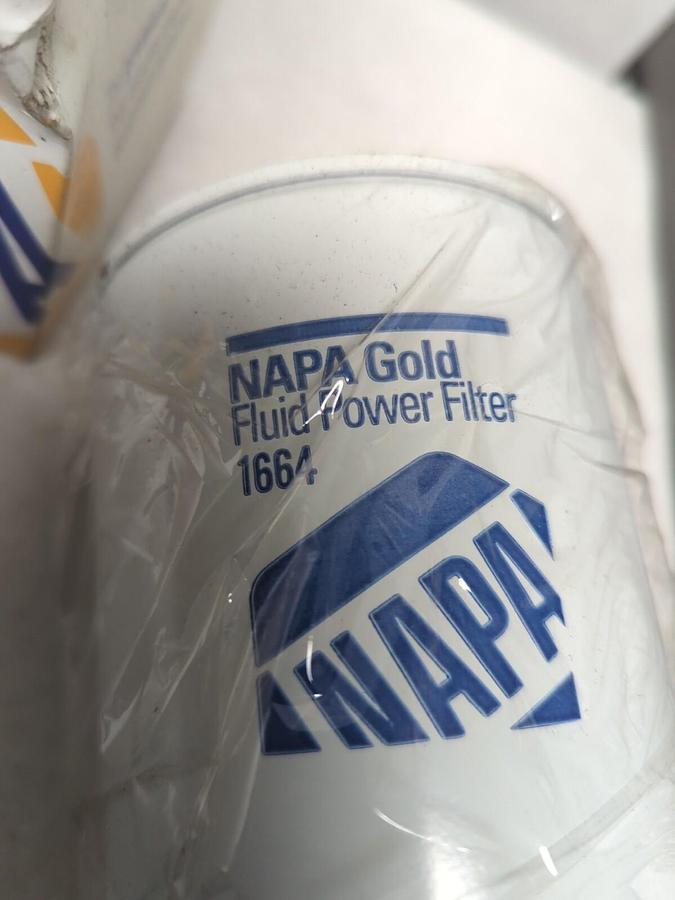 NAPA Gold
Fluid Power Filter
1664
NAPA